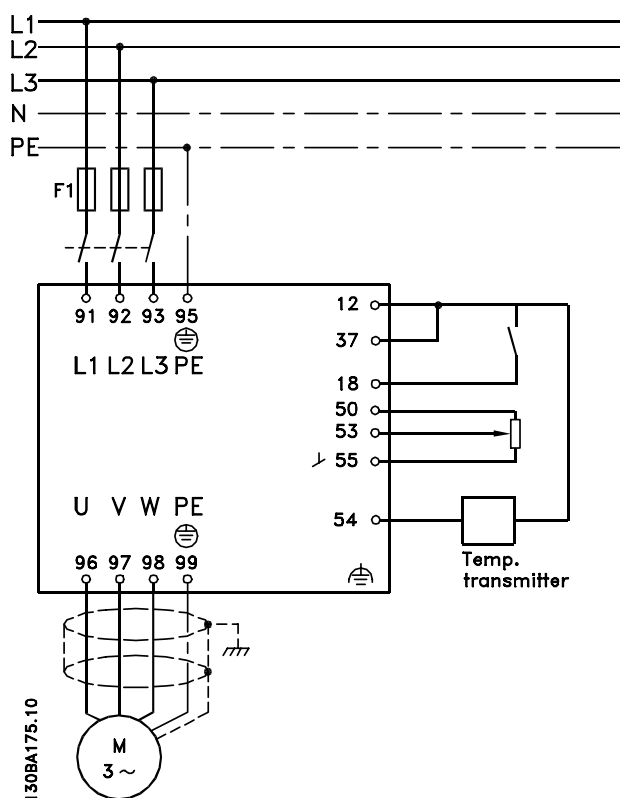 L1
L2
L3
N
PE
F1
91 92 93 95
L1 L2 L3 PE
12
37
18
50
53
55
54
U V W PE
96 97 98 99
Temp.
transmitter
M
3 ~
130BA175.10